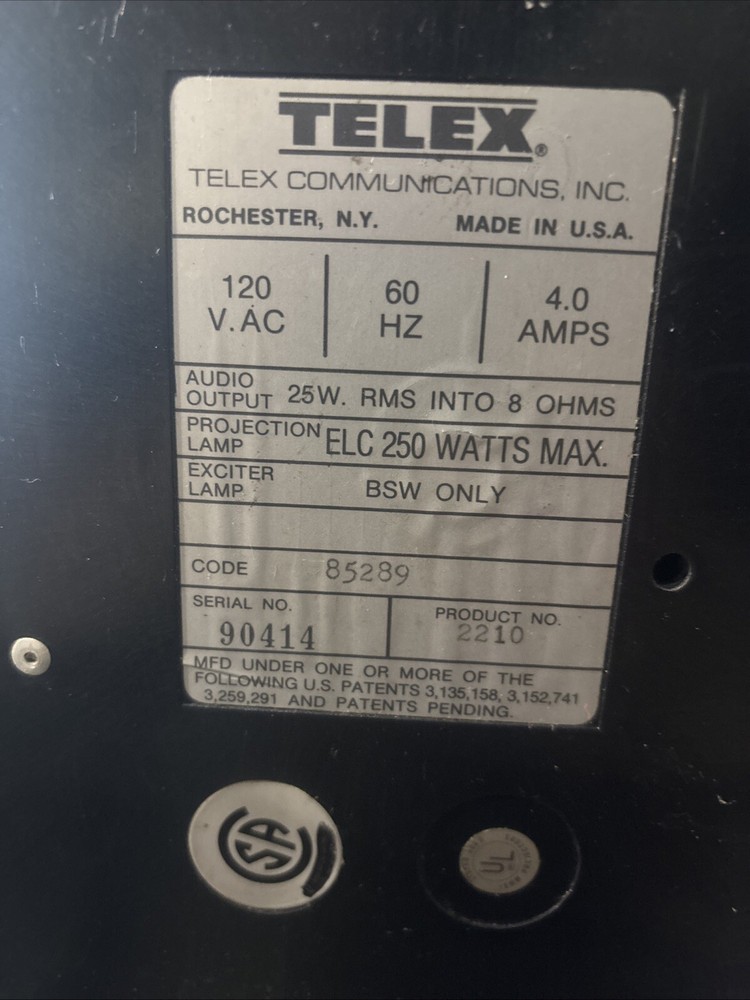 TELEX®
TELEX COMMUNICATIONS, INC.
ROCHESTER, N.Y. MADE IN U.S.A.
120 V.AC
60 HZ
4.0 AMPS
AUDIO OUTPUT 25W. RMS INTO 8 OHMS
PROJECTION LAMP ELC 250 WATTS MAX.
EXCITER LAMP BSW ONLY
CODE 85289
SERIAL NO. 90414
PRODUCT NO. 2210
MFD UNDER ONE OR MORE OF THE
FOLLOWING U.S. PATENTS 3,135,158, 3,152,741
3,259,291 AND PATENTS PENDING.
SA
UL